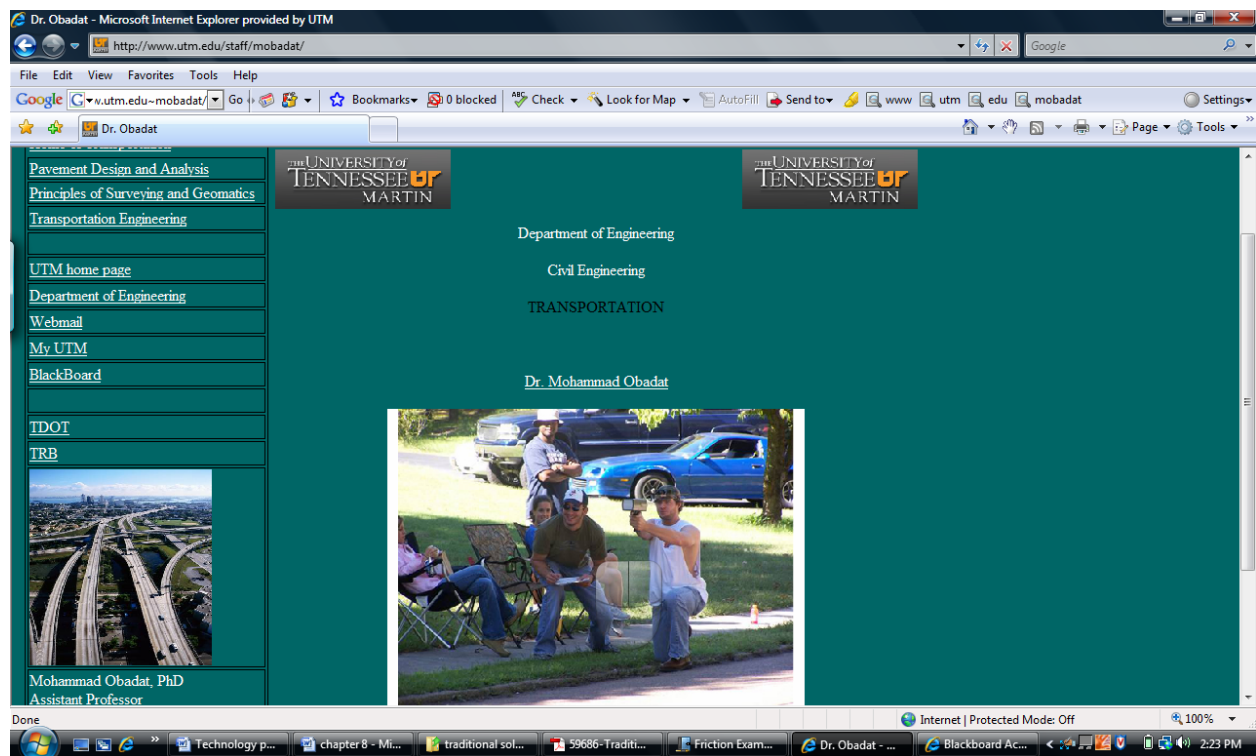 Dr. Obadat - Microsoft Internet Explorer provided by UTM
http://www.utm.edu/staff/mobadat/
Google
File Edit View Favorites Tools Help
Google G w.utm.edu~mobadat/ Go Bookmarks 0 blocked ABC Check Look for Map AutoFill Send to www utm edu mobadat Settings
Dr. Obadat
Page Tools
Pavement Design and Analysis
Principles of Surveying and Geomatics
Transportation Engineering
UTM home page
Department of Engineering
Webmail
My UTM
BlackBoard
TDOT
TRB
Mohammad Obadat, PhD
Assistant Professor
THE UNIVERSITY of
TENNESSEE UT
MARTIN
THE UNIVERSITY of
TENNESSEE UT
MARTIN
Department of Engineering
Civil Engineering
TRANSPORTATION
Dr. Mohammad Obadat
Done
Internet | Protected Mode: Off
100%
Technology p...
chapter 8 - Mi...
traditional sol...
59686-Traditi...
Friction Exam...
Dr. Obadat - ...
Blackboard Ac...
2:23 PM